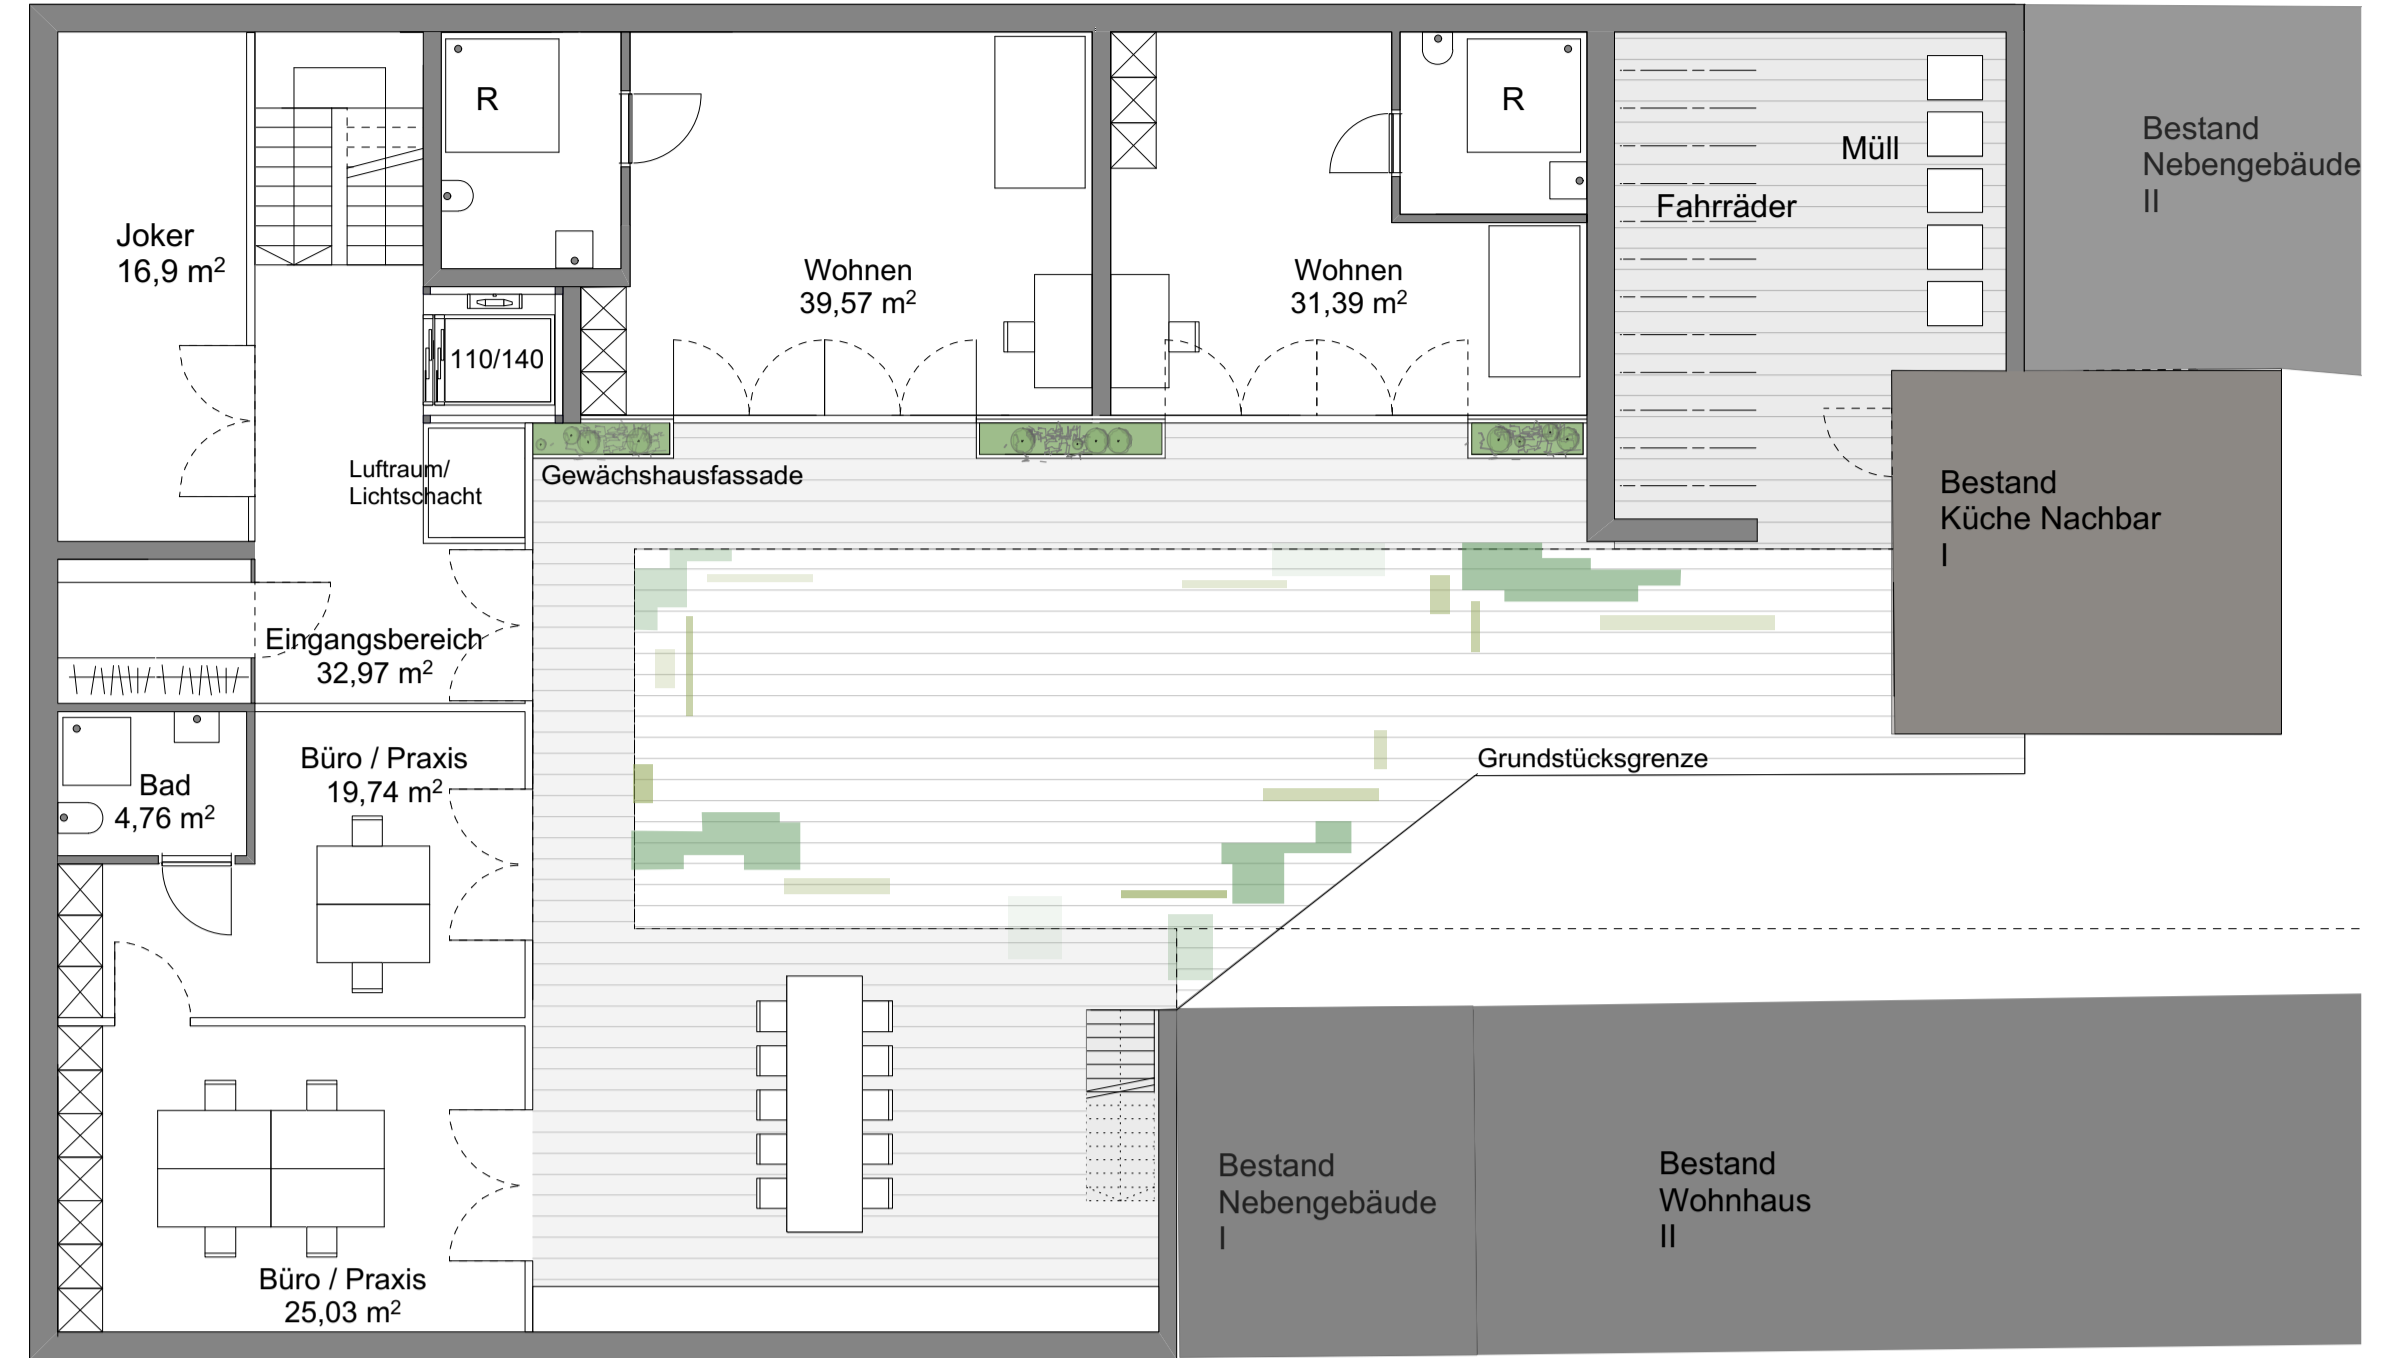 R
R
Bestand
Nebengebäude
II
Müll
Fahrräder
Joker
16,9 m²
Wohnen
39,57 m²
Wohnen
31,39 m²
110/140
Luftraum/
Lichtschacht
Gewächshausfassade
Bestand
Küche Nachbar
I
Eingangsbereich
32,97 m²
Büro / Praxis
19,74 m²
Bad
4,76 m²
Grundstücksgrenze
Bestand
Nebengebäude
I
Bestand
Wohnhaus
II
Büro / Praxis
25,03 m²